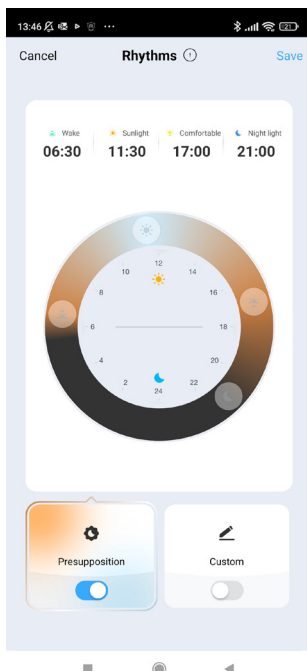 13:46 ··· 21
Cancel Rhythms Save
Wake Sunlight Comfortable Night light
06:30 11:30 17:00 21:00
12
10 14
8 16
6 18
4 20
2 22
24
Presupposition Custom